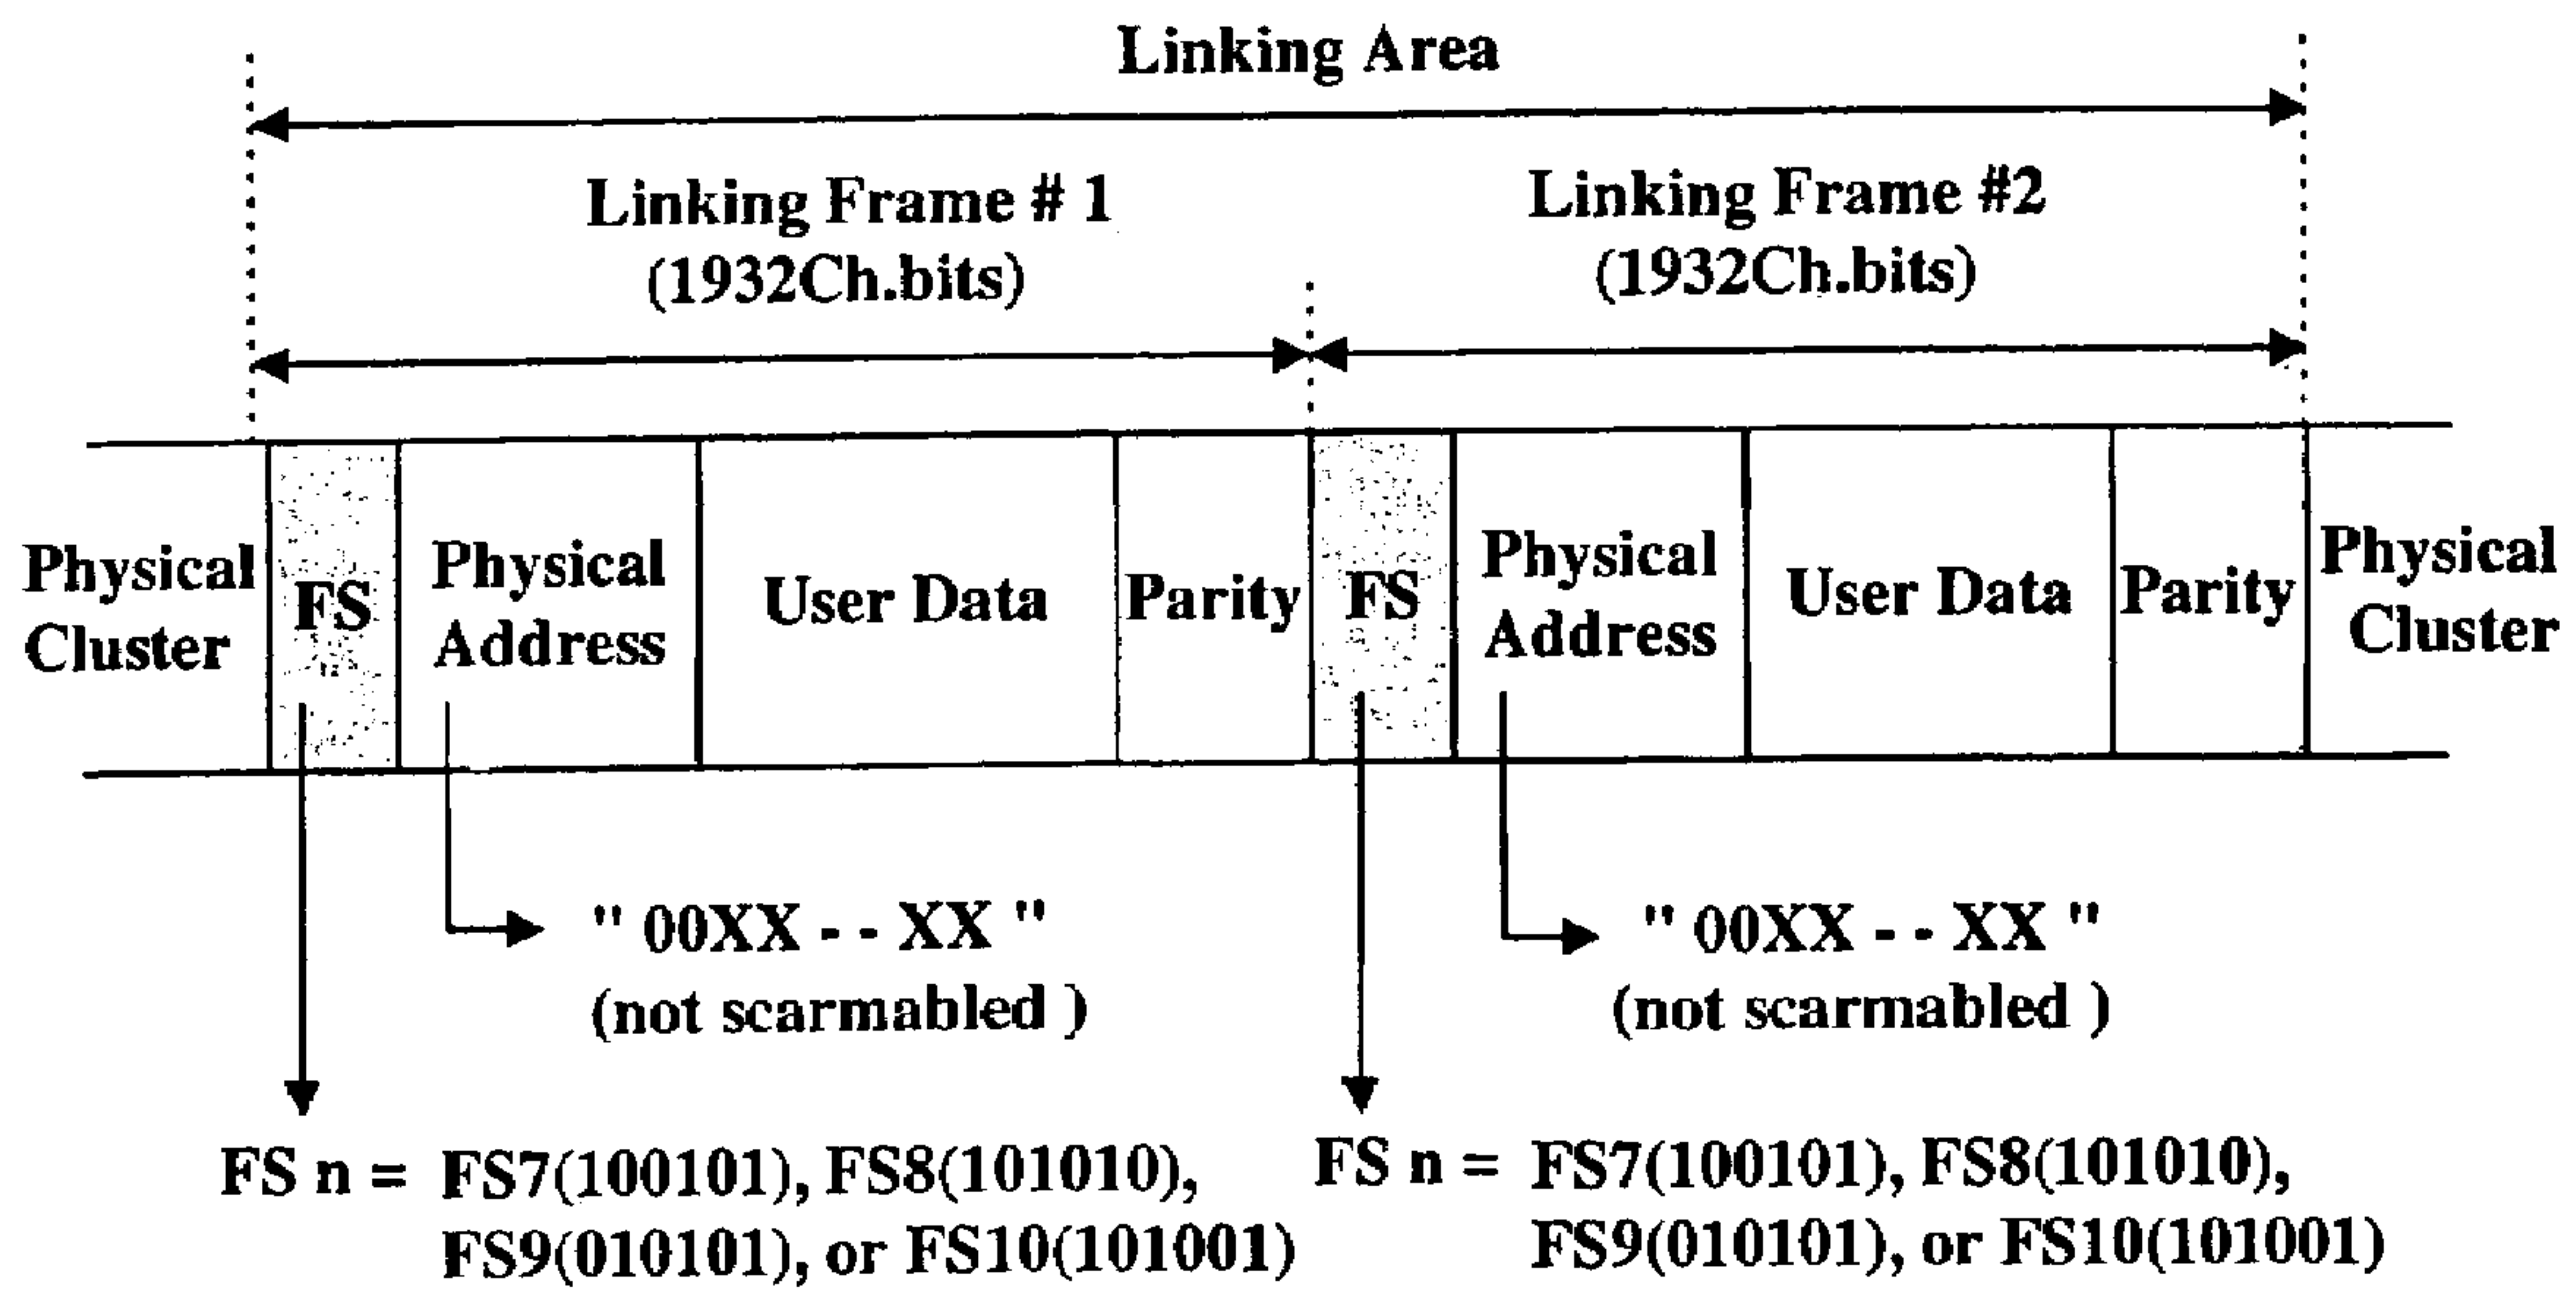 Linking Area
Linking Frame # 1
(1932Ch.bits)
Linking Frame #2
(1932Ch.bits)
Physical
Cluster
FS
Physical
Address
User Data
Parity
FS
Physical
Address
User Data
Parity
Physical
Cluster
" 00XX - - XX "
(not scarmabled )
" 00XX - - XX "
(not scarmabled )
FS n = FS7(100101), FS8(101010),
FS9(010101), or FS10(101001)
FS n = FS7(100101), FS8(101010),
FS9(010101), or FS10(101001)